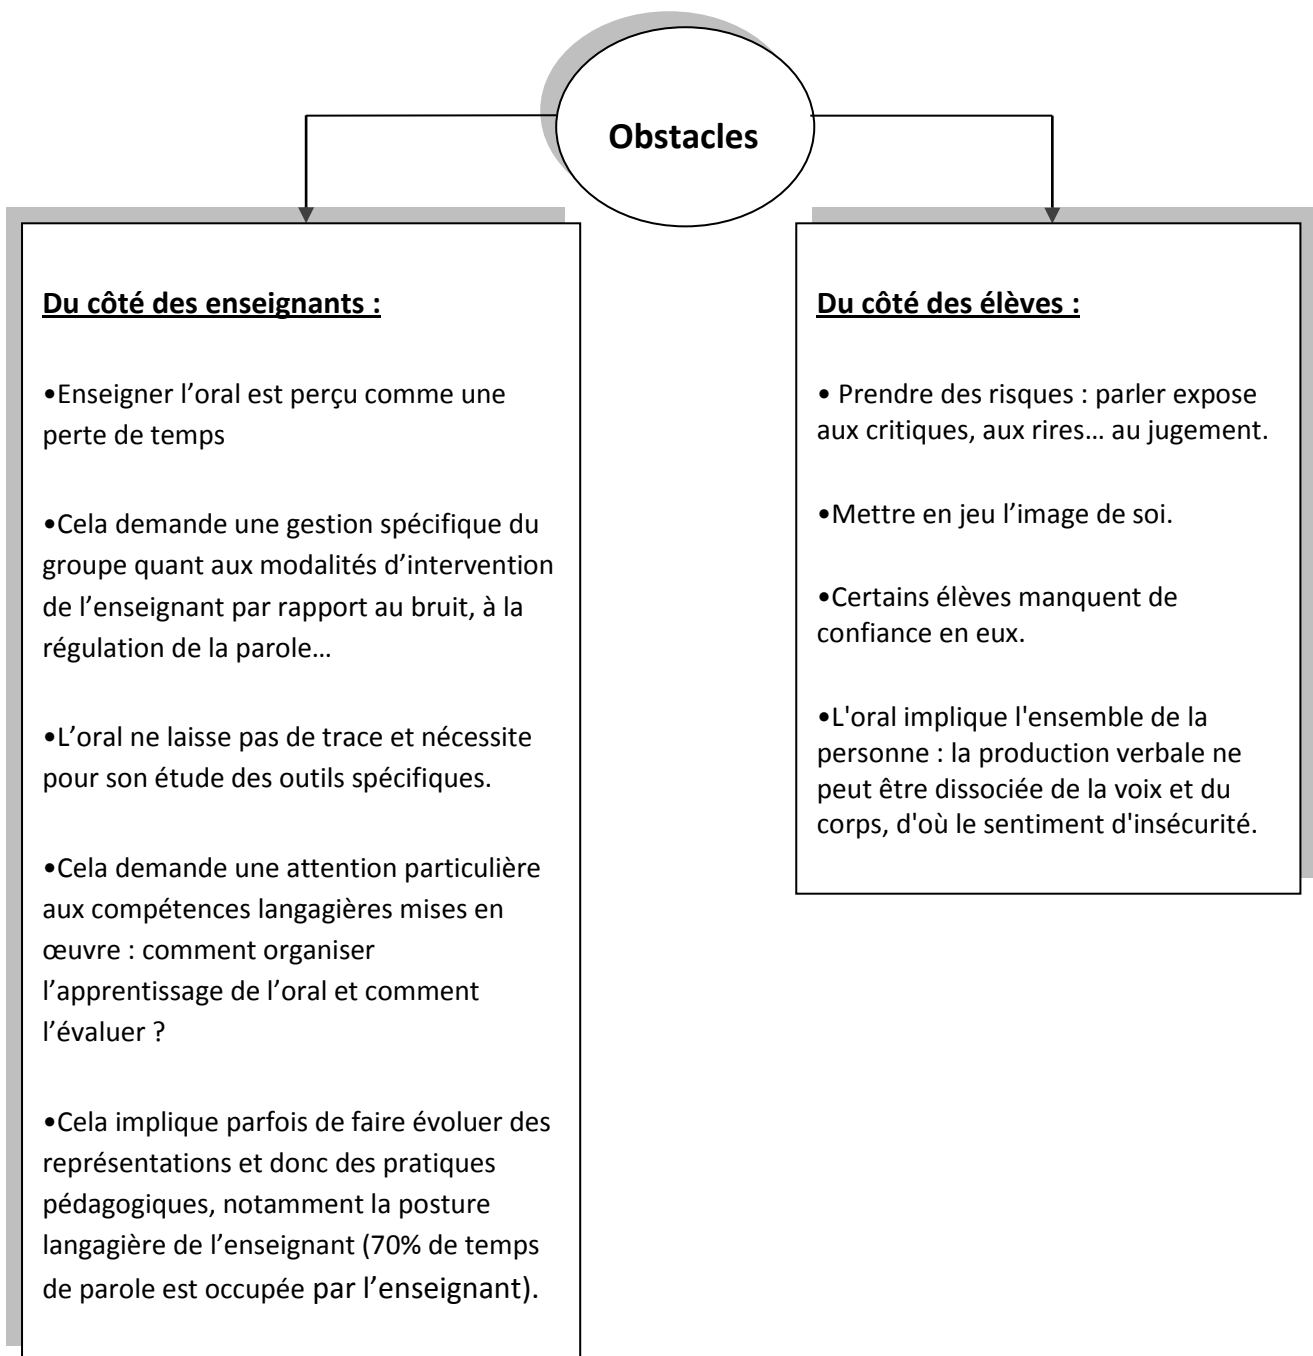 Obstacles
Du côté des enseignants :
•Enseigner l’oral est perçu comme une
perte de temps
•Cela demande une gestion spécifique du
groupe quant aux modalités d’intervention
de l’enseignant par rapport au bruit, à la
régulation de la parole…
•L’oral ne laisse pas de trace et nécessite
pour son étude des outils spécifiques.
•Cela demande une attention particulière
aux compétences langagières mises en
œuvre : comment organiser
l’apprentissage de l’oral et comment
l’évaluer ?
•Cela implique parfois de faire évoluer des
représentations et donc des pratiques
pédagogiques, notamment la posture
langagière de l’enseignant (70% de temps
de parole est occupée par l’enseignant).
Du côté des élèves :
• Prendre des risques : parler expose
aux critiques, aux rires… au jugement.
•Mettre en jeu l’image de soi.
•Certains élèves manquent de
confiance en eux.
•L'oral implique l'ensemble de la
personne : la production verbale ne
peut être dissociée de la voix et du
corps, d'où le sentiment d'insécurité.